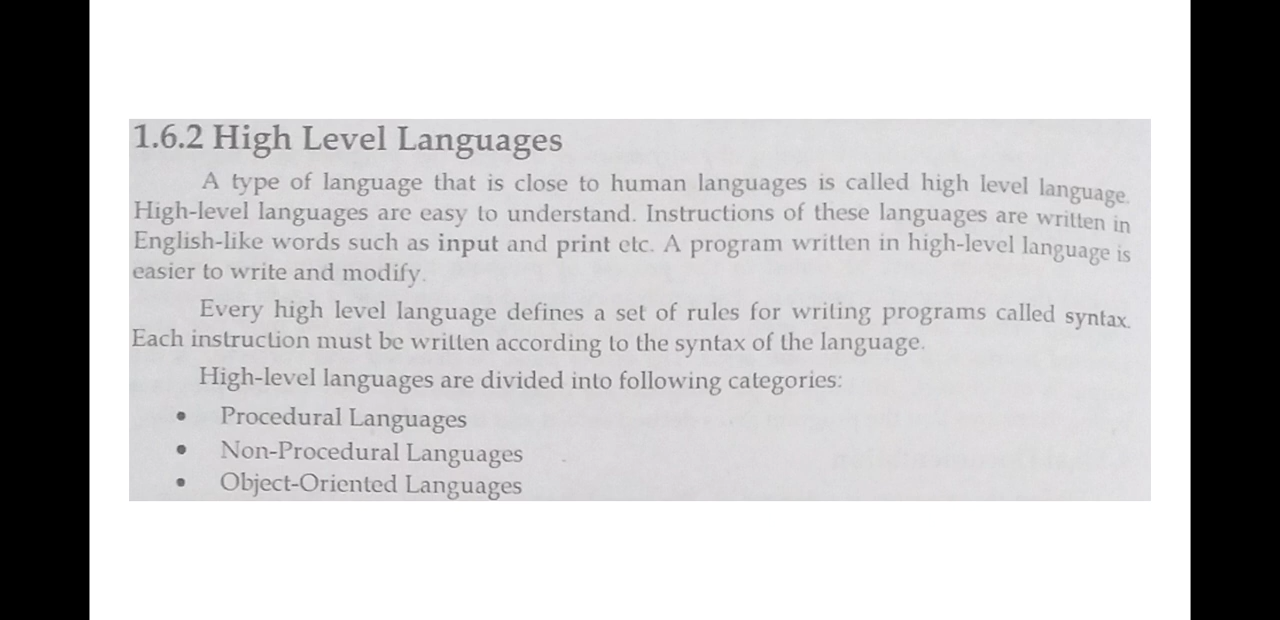 1.6.2 High Level Languages
A type of language that is close to human languages is called high level language.
High-level languages are easy to understand. Instructions of these languages are written in
English-like words such as input and print etc. A program written in high-level language is
easier to write and modify.
Every high level language defines a set of rules for writing programs called syntax.
Each instruction must be written according to the syntax of the language.
High-level languages are divided into following categories:
• Procedural Languages
• Non-Procedural Languages
• Object-Oriented Languages